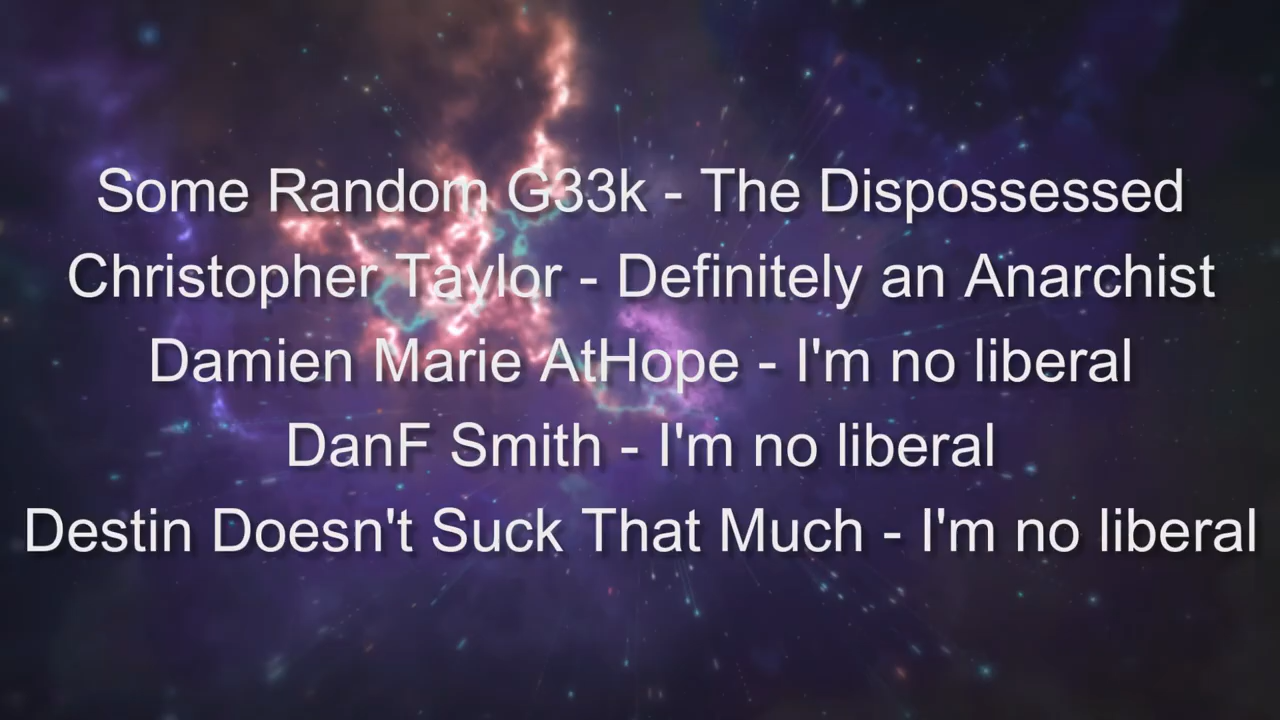 Some Random G33k - The Dispossessed
Christopher Taylor - Definitely an Anarchist
Damien Marie AtHope - I'm no liberal
DanF Smith - I'm no liberal
Destin Doesn't Suck That Much - I'm no liberal